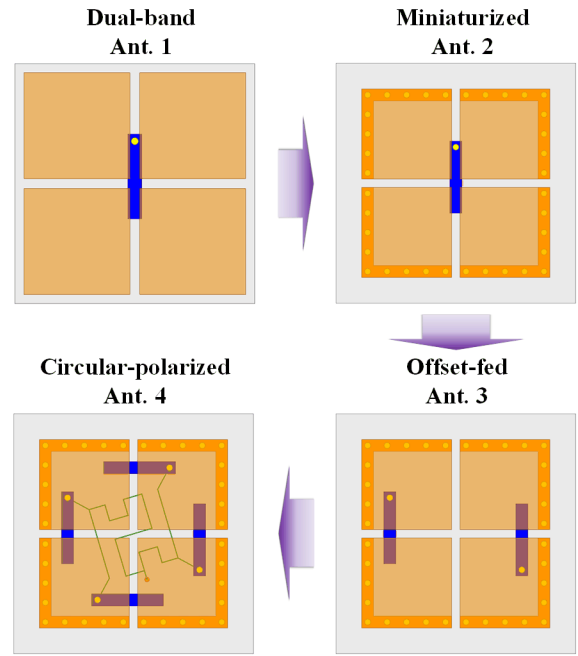 Dual-band
Ant. 1
Miniaturized
Ant. 2
Circular-polarized
Ant. 4
Offset-fed
Ant. 3